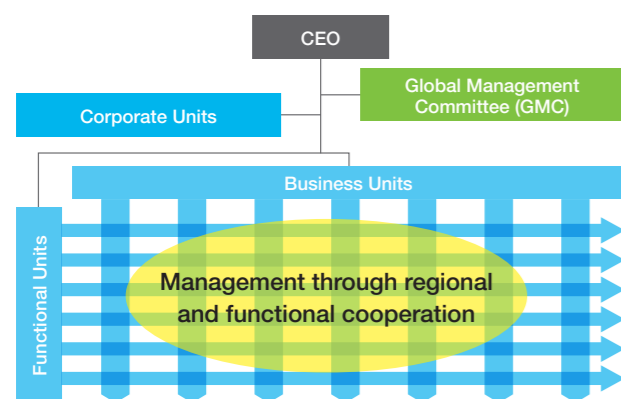 CEO
Global Management
Committee (GMC)
Corporate Units
Business Units
Functional Units
Management through regional
and functional cooperation